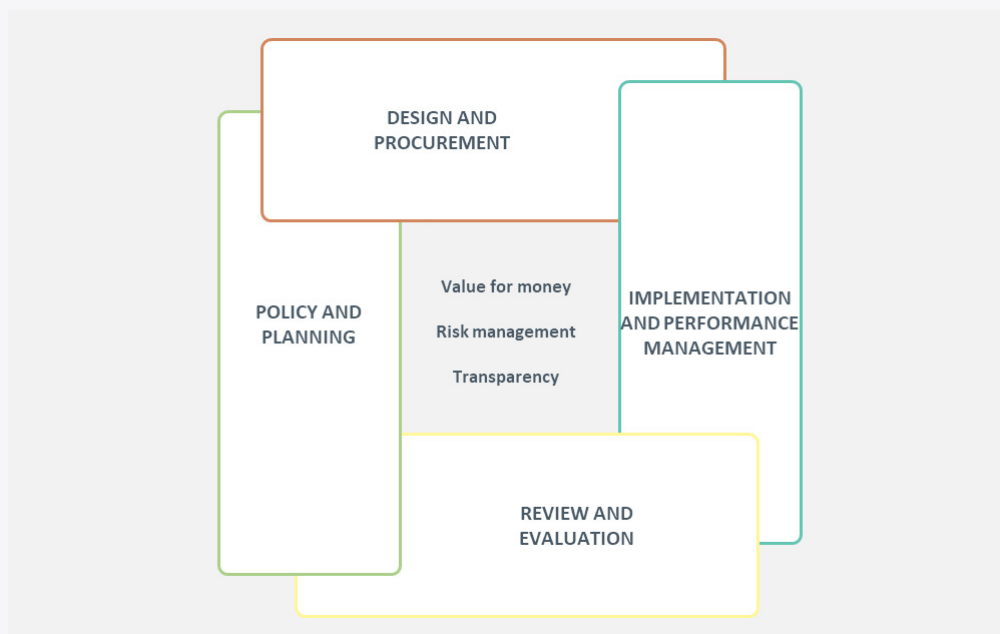 DESIGN AND
PROCUREMENT
POLICY AND
PLANNING
Value for money
Risk management
Transparency
IMPLEMENTATION
AND PERFORMANCE
MANAGEMENT
REVIEW AND
EVALUATION